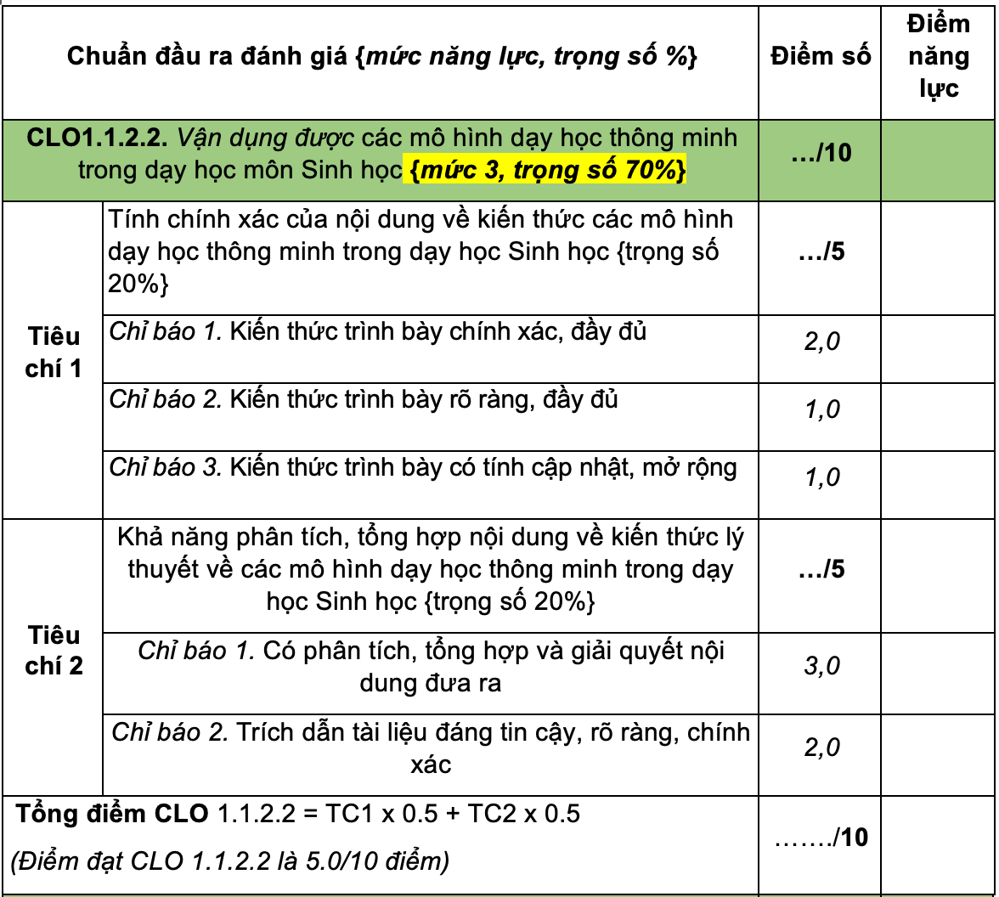 Chuẩn đầu ra đánh giá {mức năng lực, trọng số %}
Điểm số
Điểm
năng
lực
CLO1.1.2.2. Vận dụng được các mô hình dạy học thông minh
trong dạy học môn Sinh học {mức 3, trọng số 70%}
…/10
Tiêu
chí 1
Tính chính xác của nội dung về kiến thức các mô hình
dạy học thông minh trong dạy học Sinh học {trọng số
20%}
…/5
Chỉ báo 1. Kiến thức trình bày chính xác, đầy đủ
2,0
Chỉ báo 2. Kiến thức trình bày rõ ràng, đầy đủ
1,0
Chỉ báo 3. Kiến thức trình bày có tính cập nhật, mở rộng
1,0
Tiêu
chí 2
Khả năng phân tích, tổng hợp nội dung về kiến thức lý
thuyết về các mô hình dạy học thông minh trong dạy
học Sinh học {trọng số 20%}
…/5
Chỉ báo 1. Có phân tích, tổng hợp và giải quyết nội
dung đưa ra
3,0
Chỉ báo 2. Trích dẫn tài liệu đáng tin cậy, rõ ràng, chính
xác
2,0
Tổng điểm CLO 1.1.2.2 = TC1 x 0.5 + TC2 x 0.5
(Điểm đạt CLO 1.1.2.2 là 5.0/10 điểm)
……./10